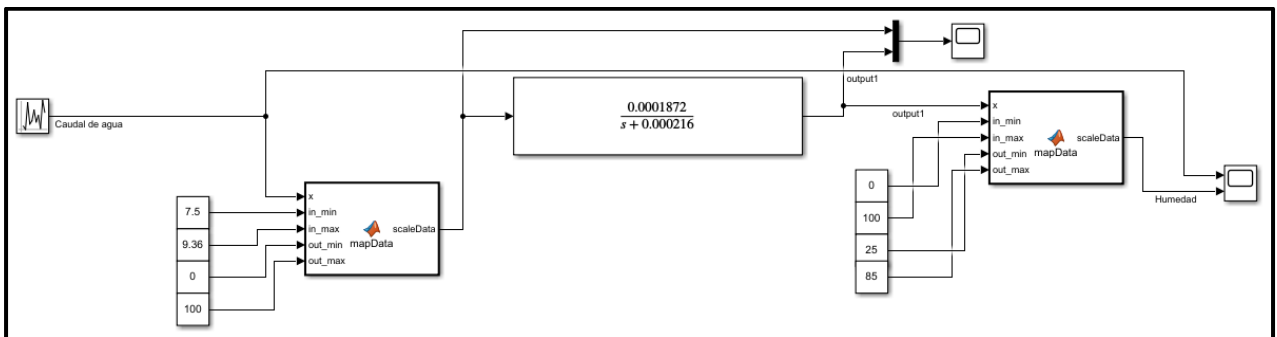 Caudal de agua
7.5
9.36
0
100
x
in_min
in_max
out_min
out_max
mapData
scaleData
0.0001872
s + 0.000216
output1
output1
0
100
25
85
x
in_min
in_max
out_min
out_max
mapData
scaleData
Humedad